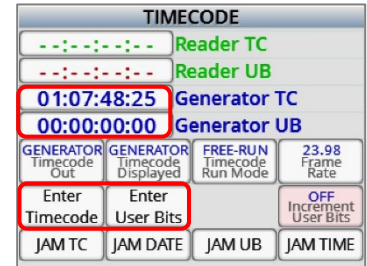 TIMECODE
--:--:--:-- Reader TC
--:--:--:-- Reader UB
01:07:48:25 Generator TC
00:00:00:00 Generator UB
GENERATOR GENERATOR FREE-RUN 23.98
Timecode Timecode Timecode Frame
Out Displayed Run Mode Rate
Enter Enter OFF
Timecode User Bits Increment
User Bits
JAM TC JAM DATE JAM UB JAM TIME